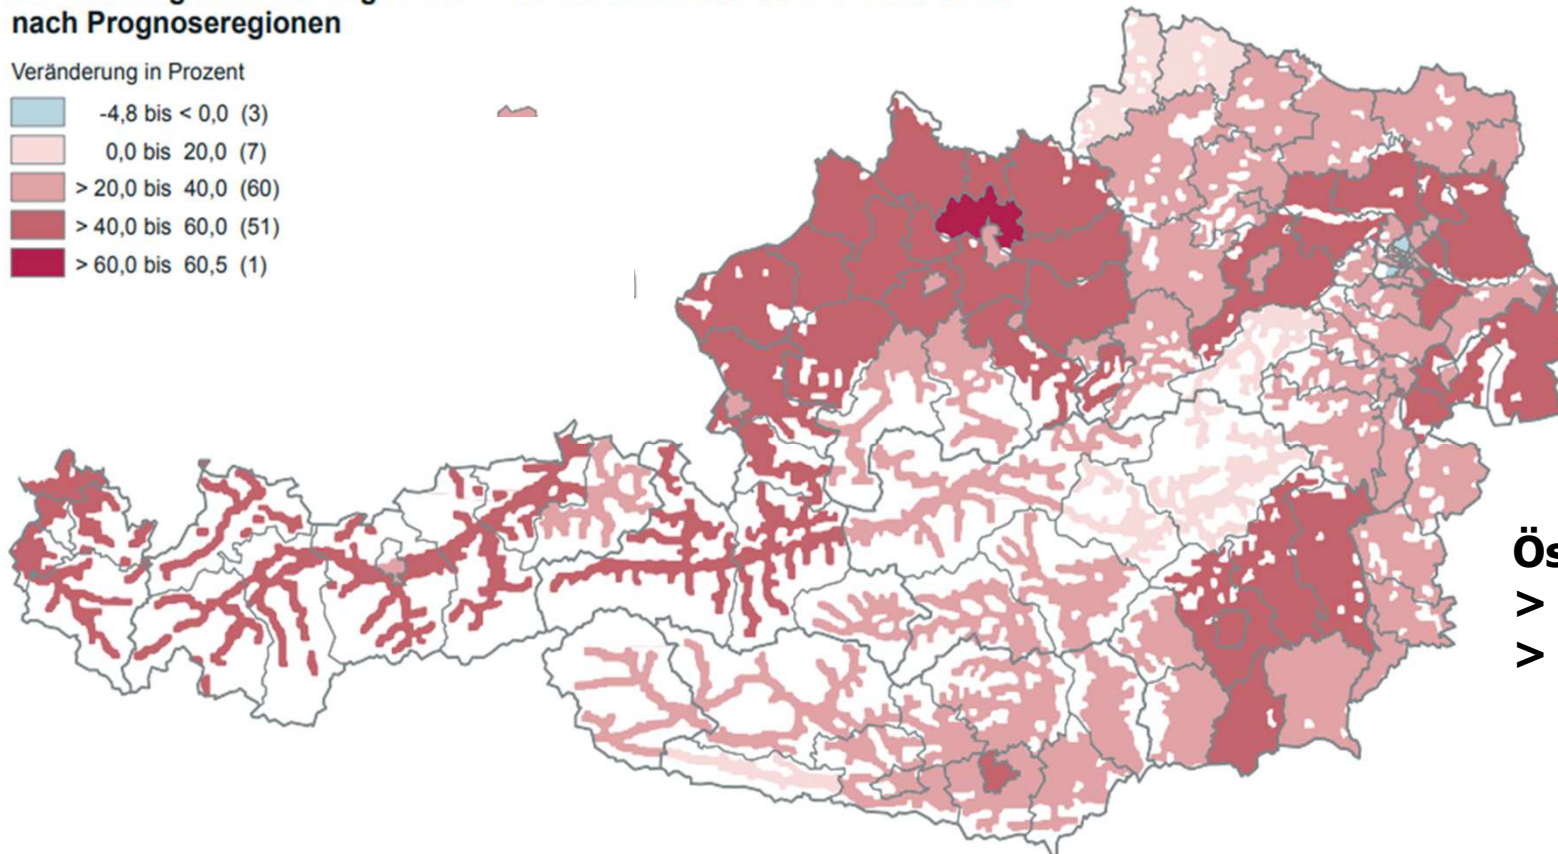 nach Prognoseregionen
Veränderung in Prozent
-4,8 bis < 0,0 (3)
0,0 bis 20,0 (7)
> 20,0 bis 40,0 (60)
> 40,0 bis 60,0 (51)
> 60,0 bis 60,5 (1)
Ös
>
>